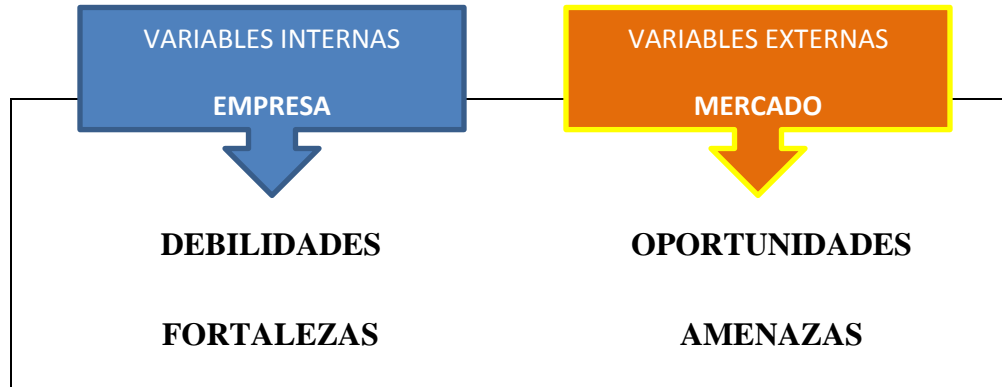 VARIABLES INTERNAS
EMPRESA
VARIABLES EXTERNAS
MERCADO
DEBILIDADES
FORTALEZAS
OPORTUNIDADES
AMENAZAS